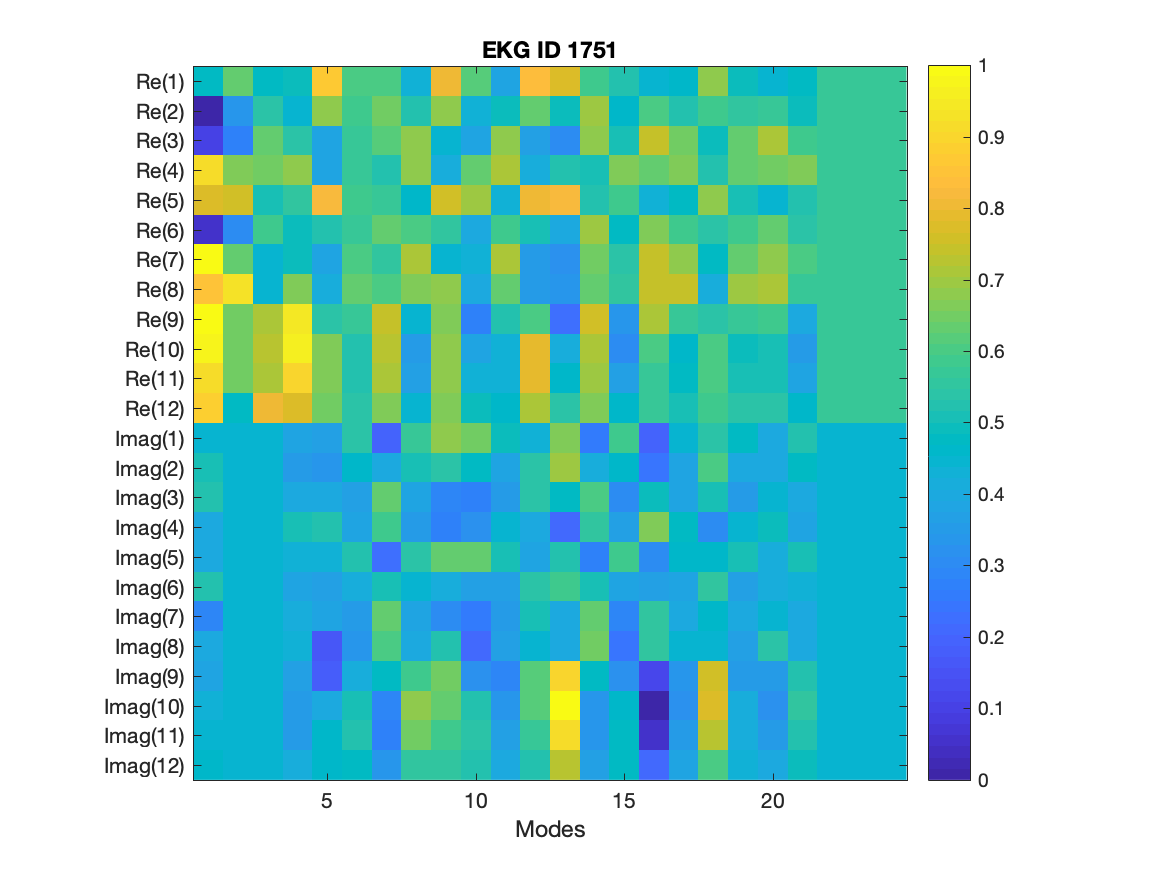 EKG ID 1751
Re(1)
Re(2)
Re(3)
Re(4)
Re(5)
Re(6)
Re(7)
Re(8)
Re(9)
Re(10)
Re(11)
Re(12)
Imag(1)
Imag(2)
Imag(3)
Imag(4)
Imag(5)
Imag(6)
Imag(7)
Imag(8)
Imag(9)
Imag(10)
Imag(11)
Imag(12)
5 10 15 20
Modes
1
0.9
0.8
0.7
0.6
0.5
0.4
0.3
0.2
0.1
0